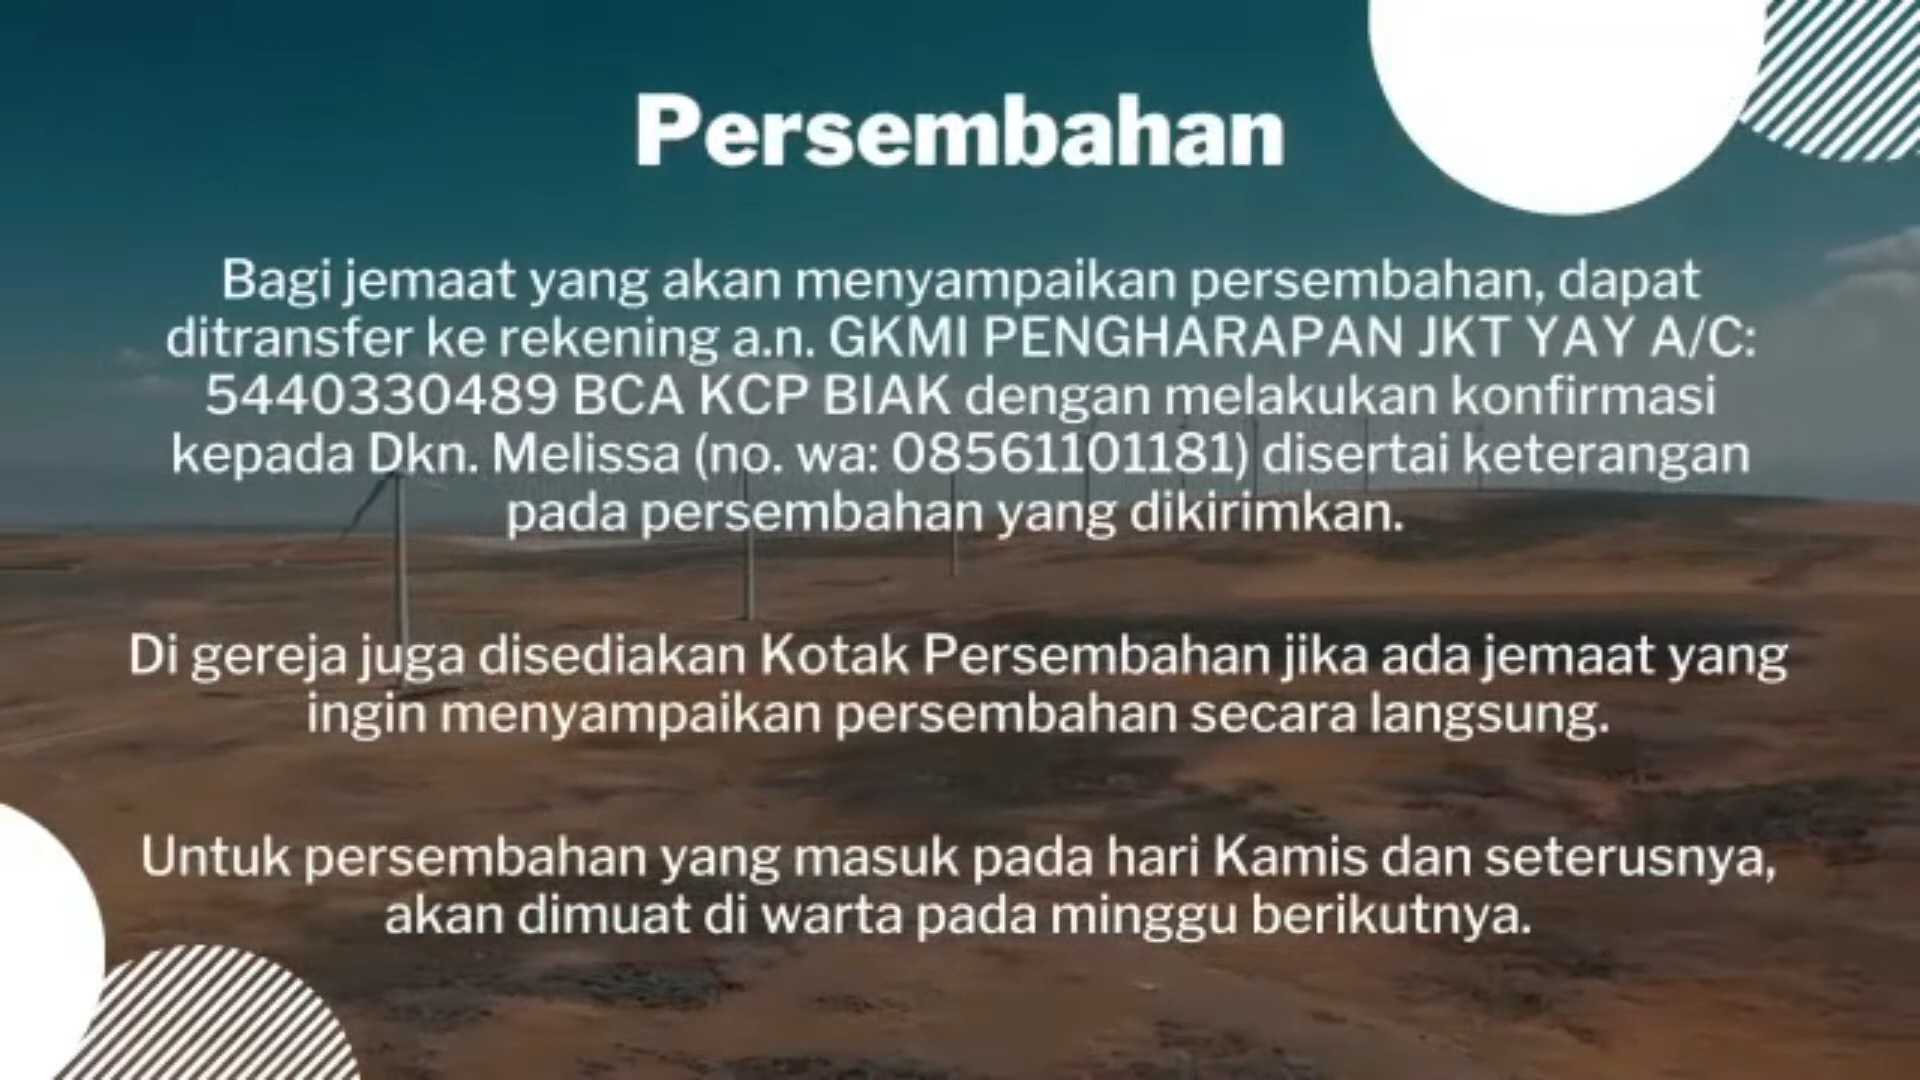 Persembahan
Bagi jemaat yang akan menyampaikan persembahan, dapat
ditransfer ke rekening a.n. GKMI PENGHARAPAN JKT YAY A/C:
5440330489 BCA KCP BIAK dengan melakukan konfirmasi
kepada Dkn. Melissa (no. wa: 08561101181) disertai keterangan
pada persembahan yang dikirimkan.
Di gereja juga disediakan Kotak Persembahan jika ada jemaat yang
ingin menyampaikan persembahan secara langsung.
Untuk persembahan yang masuk pada hari Kamis dan seterusnya,
akan dimuat di warta pada minggu berikutnya.